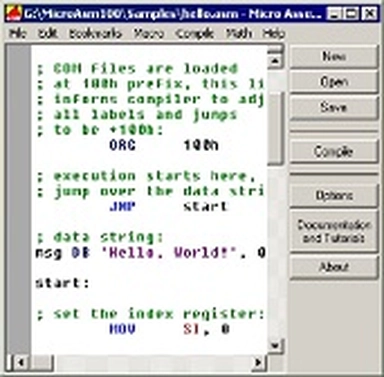 G:\MicroAsm100\Samples\hello.asm - Micro Asse...
File Edit Bookmarks Macro Compile Math Help
; COM files are loaded
; at 100h prefix, this li
; informs compiler to adj
; all labels and jumps
; to be +100h:
ORG 100h
; execution starts here,
; jump over the data stri
JMP start
; data string:
msg DB 'Hello, World!', 0
start:
; set the index register:
MOV SI, 0
New
Open
Save
Compile
Options
Documentation
and Tutorials
About